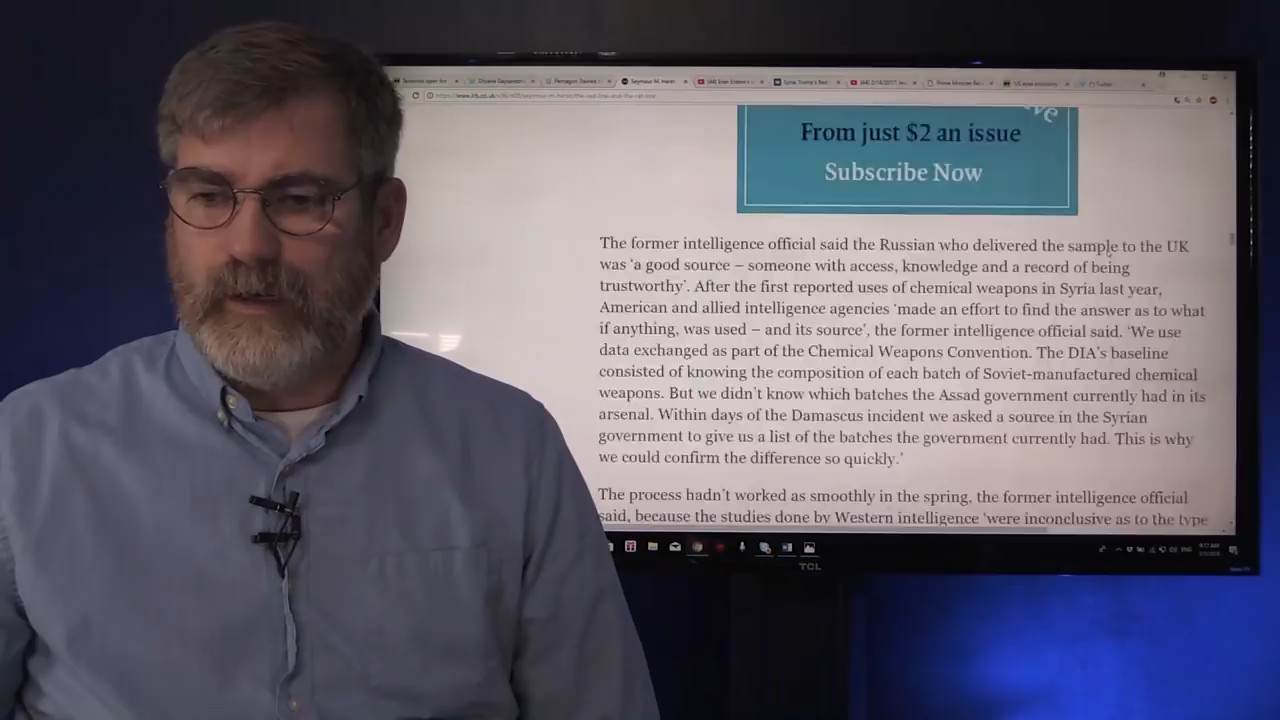 Seymour M. Hersh
US eyes economy
Twitter
ve
From just $2 an issue
Subscribe Now
The former intelligence official said the Russian who delivered the sample to the UK
was ‘a good source – someone with access, knowledge and a record of being
trustworthy’. After the first reported uses of chemical weapons in Syria last year,
American and allied intelligence agencies ‘made an effort to find the answer as to what
if anything, was used – and its source’, the former intelligence official said. ‘We use
data exchanged as part of the Chemical Weapons Convention. The DIA’s baseline
consisted of knowing the composition of each batch of Soviet-manufactured chemical
weapons. But we didn’t know which batches the Assad government currently had in its
arsenal. Within days of the Damascus incident we asked a source in the Syrian
government to give us a list of the batches the government currently had. This is why
we could confirm the difference so quickly.’
The process hadn’t worked as smoothly in the spring, the former intelligence official
said, because the studies done by Western intelligence ‘were inconclusive as to the type
ENG
TCL